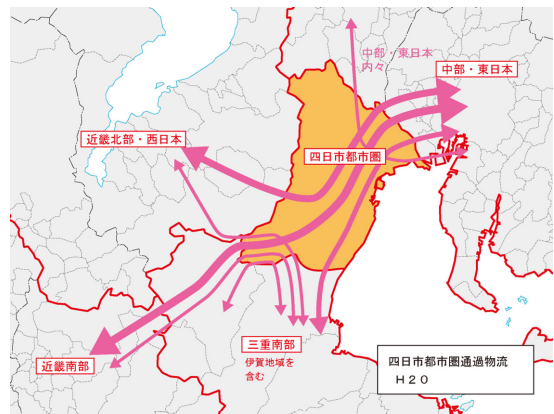 中部・東日本
内々
中部・東日本
近畿北部・西日本
四日市都市圏
近畿南部
三重南部
伊賀地域を
含む
四日市都市圏通過物流
H20